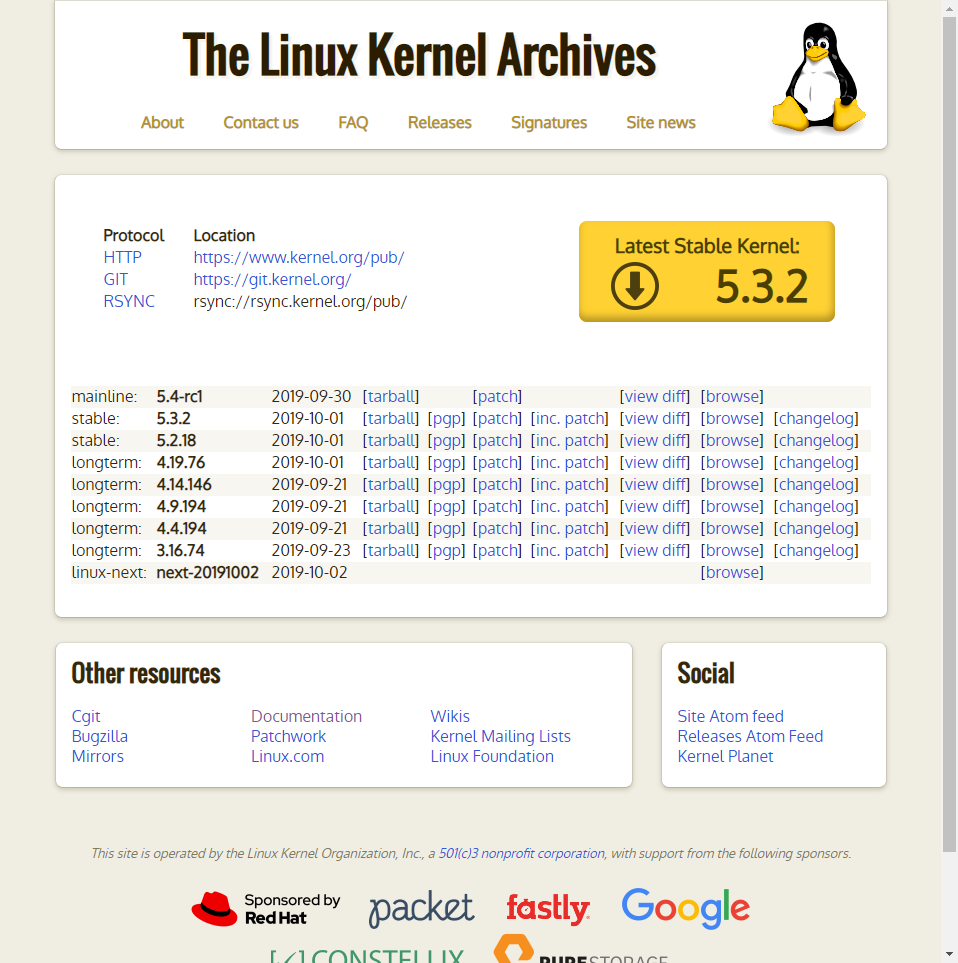 The Linux Kernel Archives
About Contact us FAQ Releases Signatures Site news
Protocol Location
HTTP https://www.kernel.org/pub/
GIT https://git.kernel.org/
RSYNC rsync://rsync.kernel.org/pub/
Latest Stable Kernel:
5.3.2
mainline: 5.4-rc1 2019-09-30 [tarball] [patch] [view diff] [browse]
stable: 5.3.2 2019-10-01 [tarball] [pgp] [patch] [inc. patch] [view diff] [browse] [changelog]
stable: 5.2.18 2019-10-01 [tarball] [pgp] [patch] [inc. patch] [view diff] [browse] [changelog]
longterm: 4.19.76 2019-10-01 [tarball] [pgp] [patch] [inc. patch] [view diff] [browse] [changelog]
longterm: 4.14.146 2019-09-21 [tarball] [pgp] [patch] [inc. patch] [view diff] [browse] [changelog]
longterm: 4.9.194 2019-09-21 [tarball] [pgp] [patch] [inc. patch] [view diff] [browse] [changelog]
longterm: 4.4.194 2019-09-21 [tarball] [pgp] [patch] [inc. patch] [view diff] [browse] [changelog]
longterm: 3.16.74 2019-09-23 [tarball] [pgp] [patch] [inc. patch] [view diff] [browse] [changelog]
linux-next: next-20191002 2019-10-02 [browse]
Other resources
Cgit Documentation Wikis
Bugzilla Patchwork Kernel Mailing Lists
Mirrors Linux.com Linux Foundation
Social
Site Atom feed
Releases Atom Feed
Kernel Planet
This site is operated by the Linux Kernel Organization, Inc., a 501(c)3 nonprofit corporation, with support from the following sponsors.
Sponsored by
Red Hat
packet
fastly
Google
CONSTELLIX
PURESTORAGE